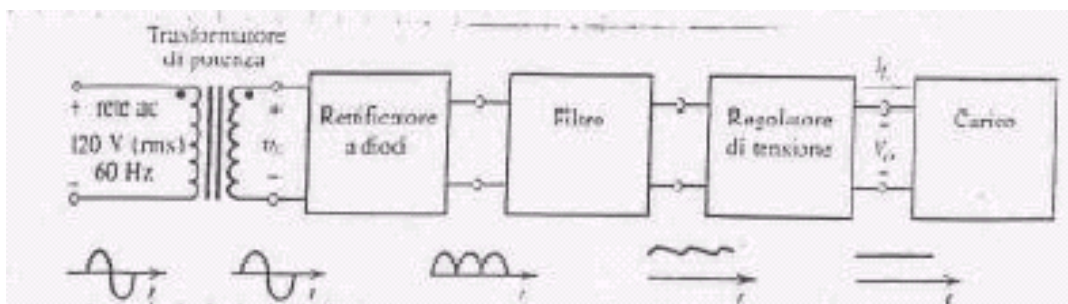 Trasformatore
di potenza
+ rete ac
120 V (rms)
60 Hz
−
+
−
Rettificatore
a diodi
Filtro
Regolatore
di tensione
+
−
Carico
t
t
t
t
t